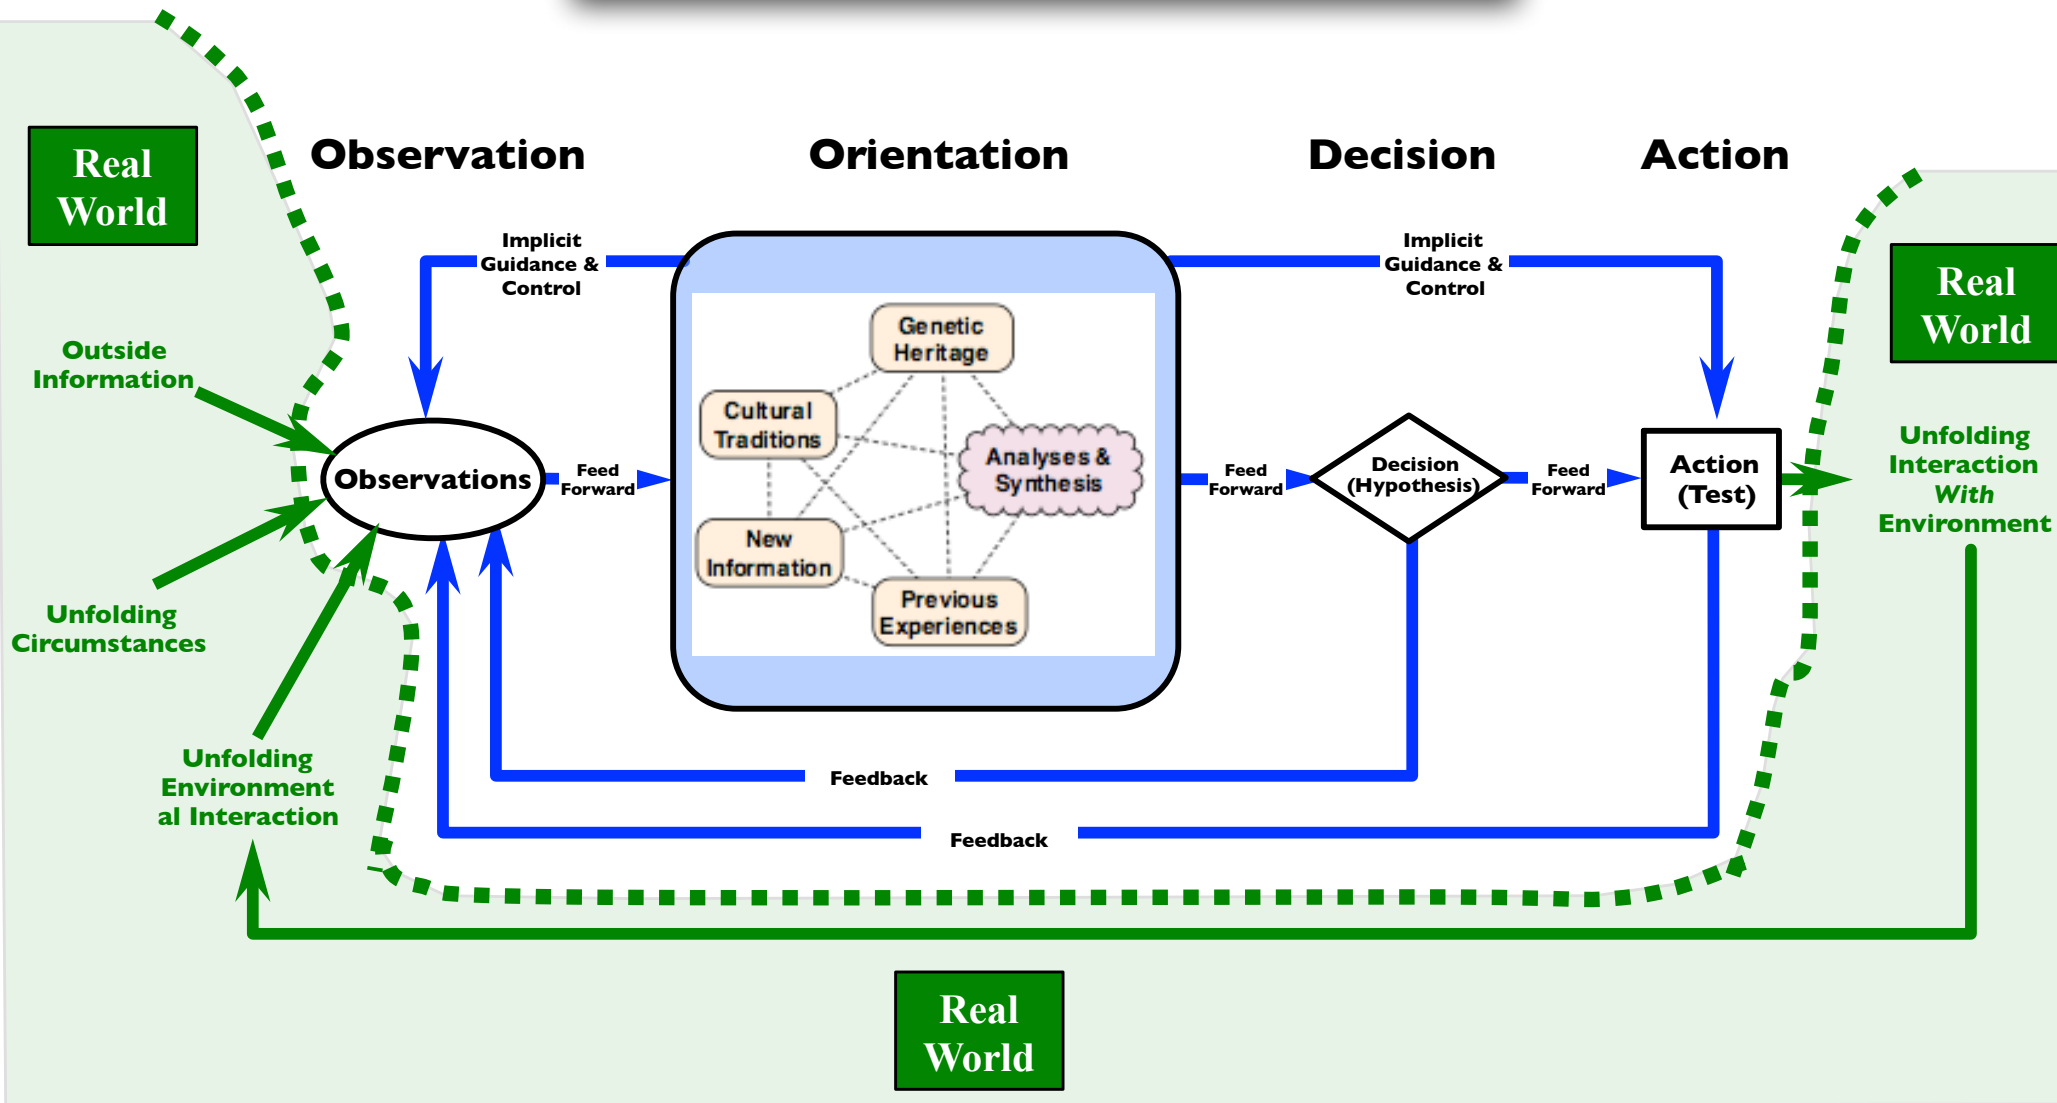 Real
World
Observation
Orientation
Decision
Action
Implicit
Guidance &
Control
Implicit
Guidance &
Control
Real
World
Outside
Information
Genetic
Heritage
Cultural
Traditions
Analyses &
Synthesis
New
Information
Previous
Experiences
Observations
Feed
Forward
Feed
Forward
Decision
(Hypothesis)
Feed
Forward
Action
(Test)
Unfolding
Interaction
With
Environment
Unfolding
Circumstances
Unfolding
Environment
al Interaction
Feedback
Feedback
Real
World